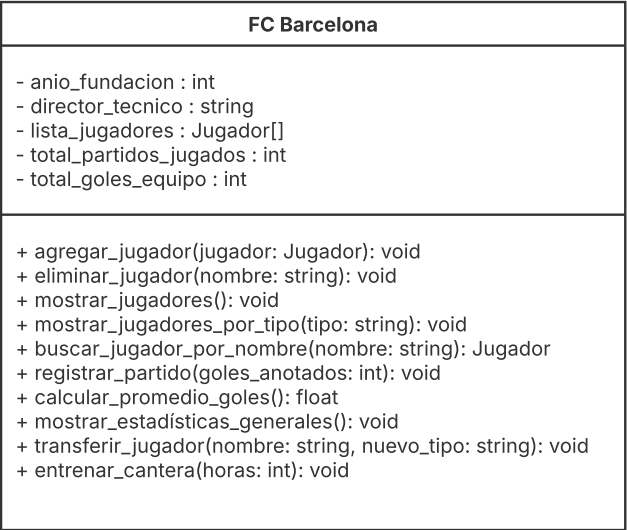 FC Barcelona
- anio_fundacion : int
- director_tecnico : string
- lista_jugadores : Jugador[]
- total_partidos_jugados : int
- total_goles_equipo : int
+ agregar_jugador(jugador: Jugador): void
+ eliminar_jugador(nombre: string): void
+ mostrar_jugadores(): void
+ mostrar_jugadores_por_tipo(tipo: string): void
+ buscar_jugador_por_nombre(nombre: string): Jugador
+ registrar_partido(goles_anotados: int): void
+ calcular_promedio_goles(): float
+ mostrar_estadísticas_generales(): void
+ transferir_jugador(nombre: string, nuevo_tipo: string): void
+ entrenar_cantera(horas: int): void